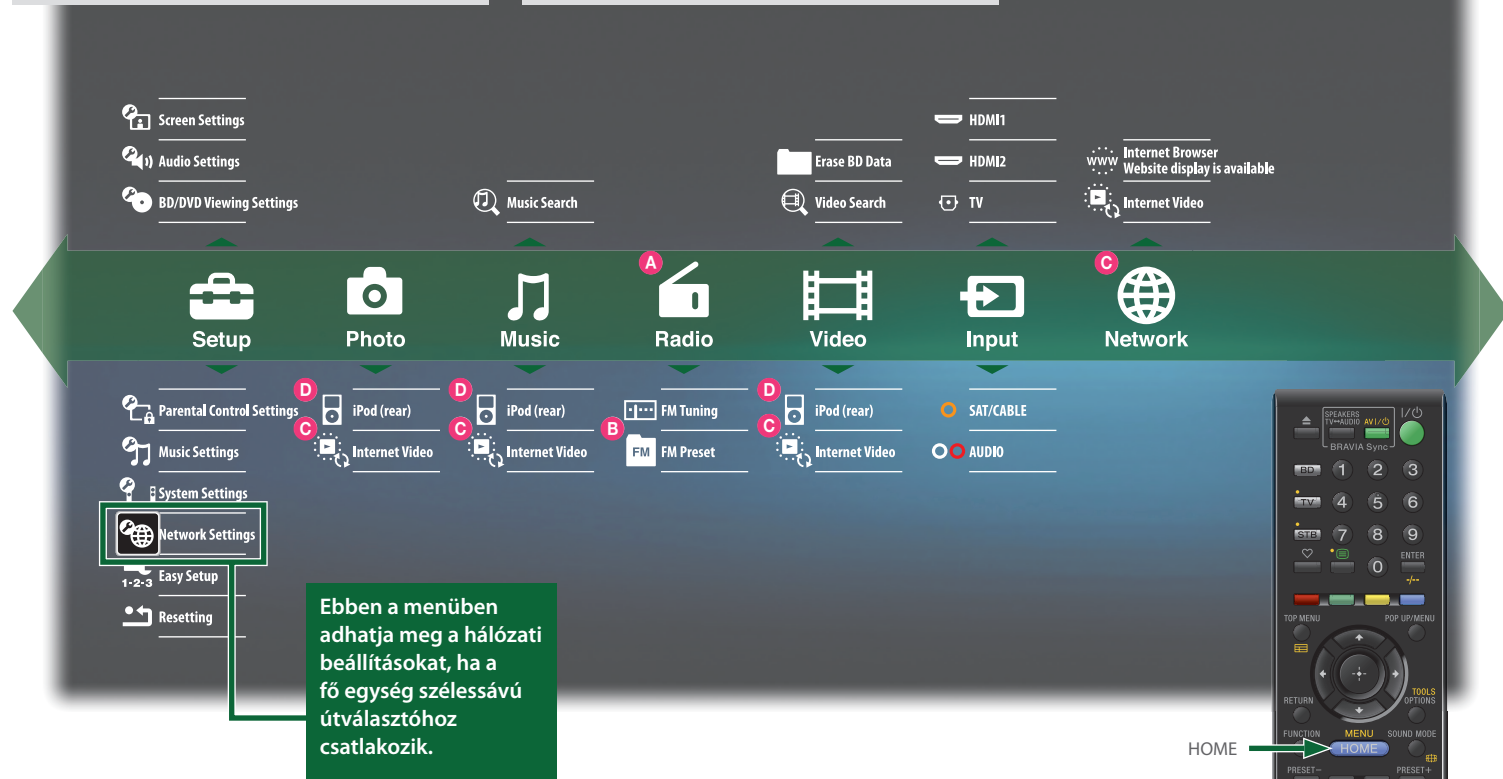 Screen Settings
Audio Settings
BD/DVD Viewing Settings
Music Search
Erase BD Data
Video Search
HDMI1
HDMI2
TV
www
Internet Browser
Website display is available
Internet Video
A
C
Setup
Photo
Music
Radio
Video
Input
Network
Parental Control Settings
Music Settings
System Settings
Network Settings
1-2-3
Easy Setup
Resetting
D
iPod (rear)
C
Internet Video
D
iPod (rear)
C
Internet Video
FM Tuning
B
FM
FM Preset
D
iPod (rear)
C
Internet Video
SAT/CABLE
AUDIO
Ebben a menüben
adhatja meg a hálózati
beállításokat, ha a
fő egység szélessávú
útválasztóhoz
csatlakozik.
SPEAKERS
TV↔AUDIO AV I/⏻
I/⏻
BRAVIA Sync
BD 1 2 3
TV 4 5 6
STB 7 8 9
0 ENTER
-/--
TOP MENU POP UP/MENU
TOOLS
RETURN OPTIONS
FUNCTION MENU SOUND MODE
HOME
HOME
PRESET– PRESET+